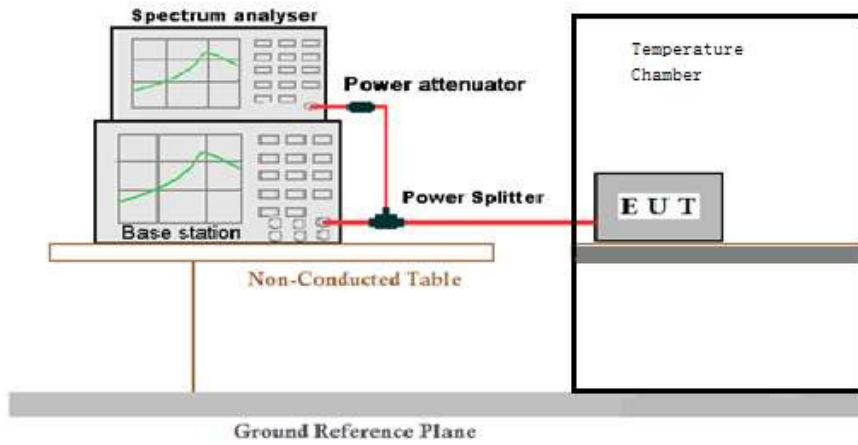 Spectrum analyser
Temperature
Chamber
Power attenuator
Power Splitter
E U T
Base station
Non-Conducted Table
Ground Reference Plane